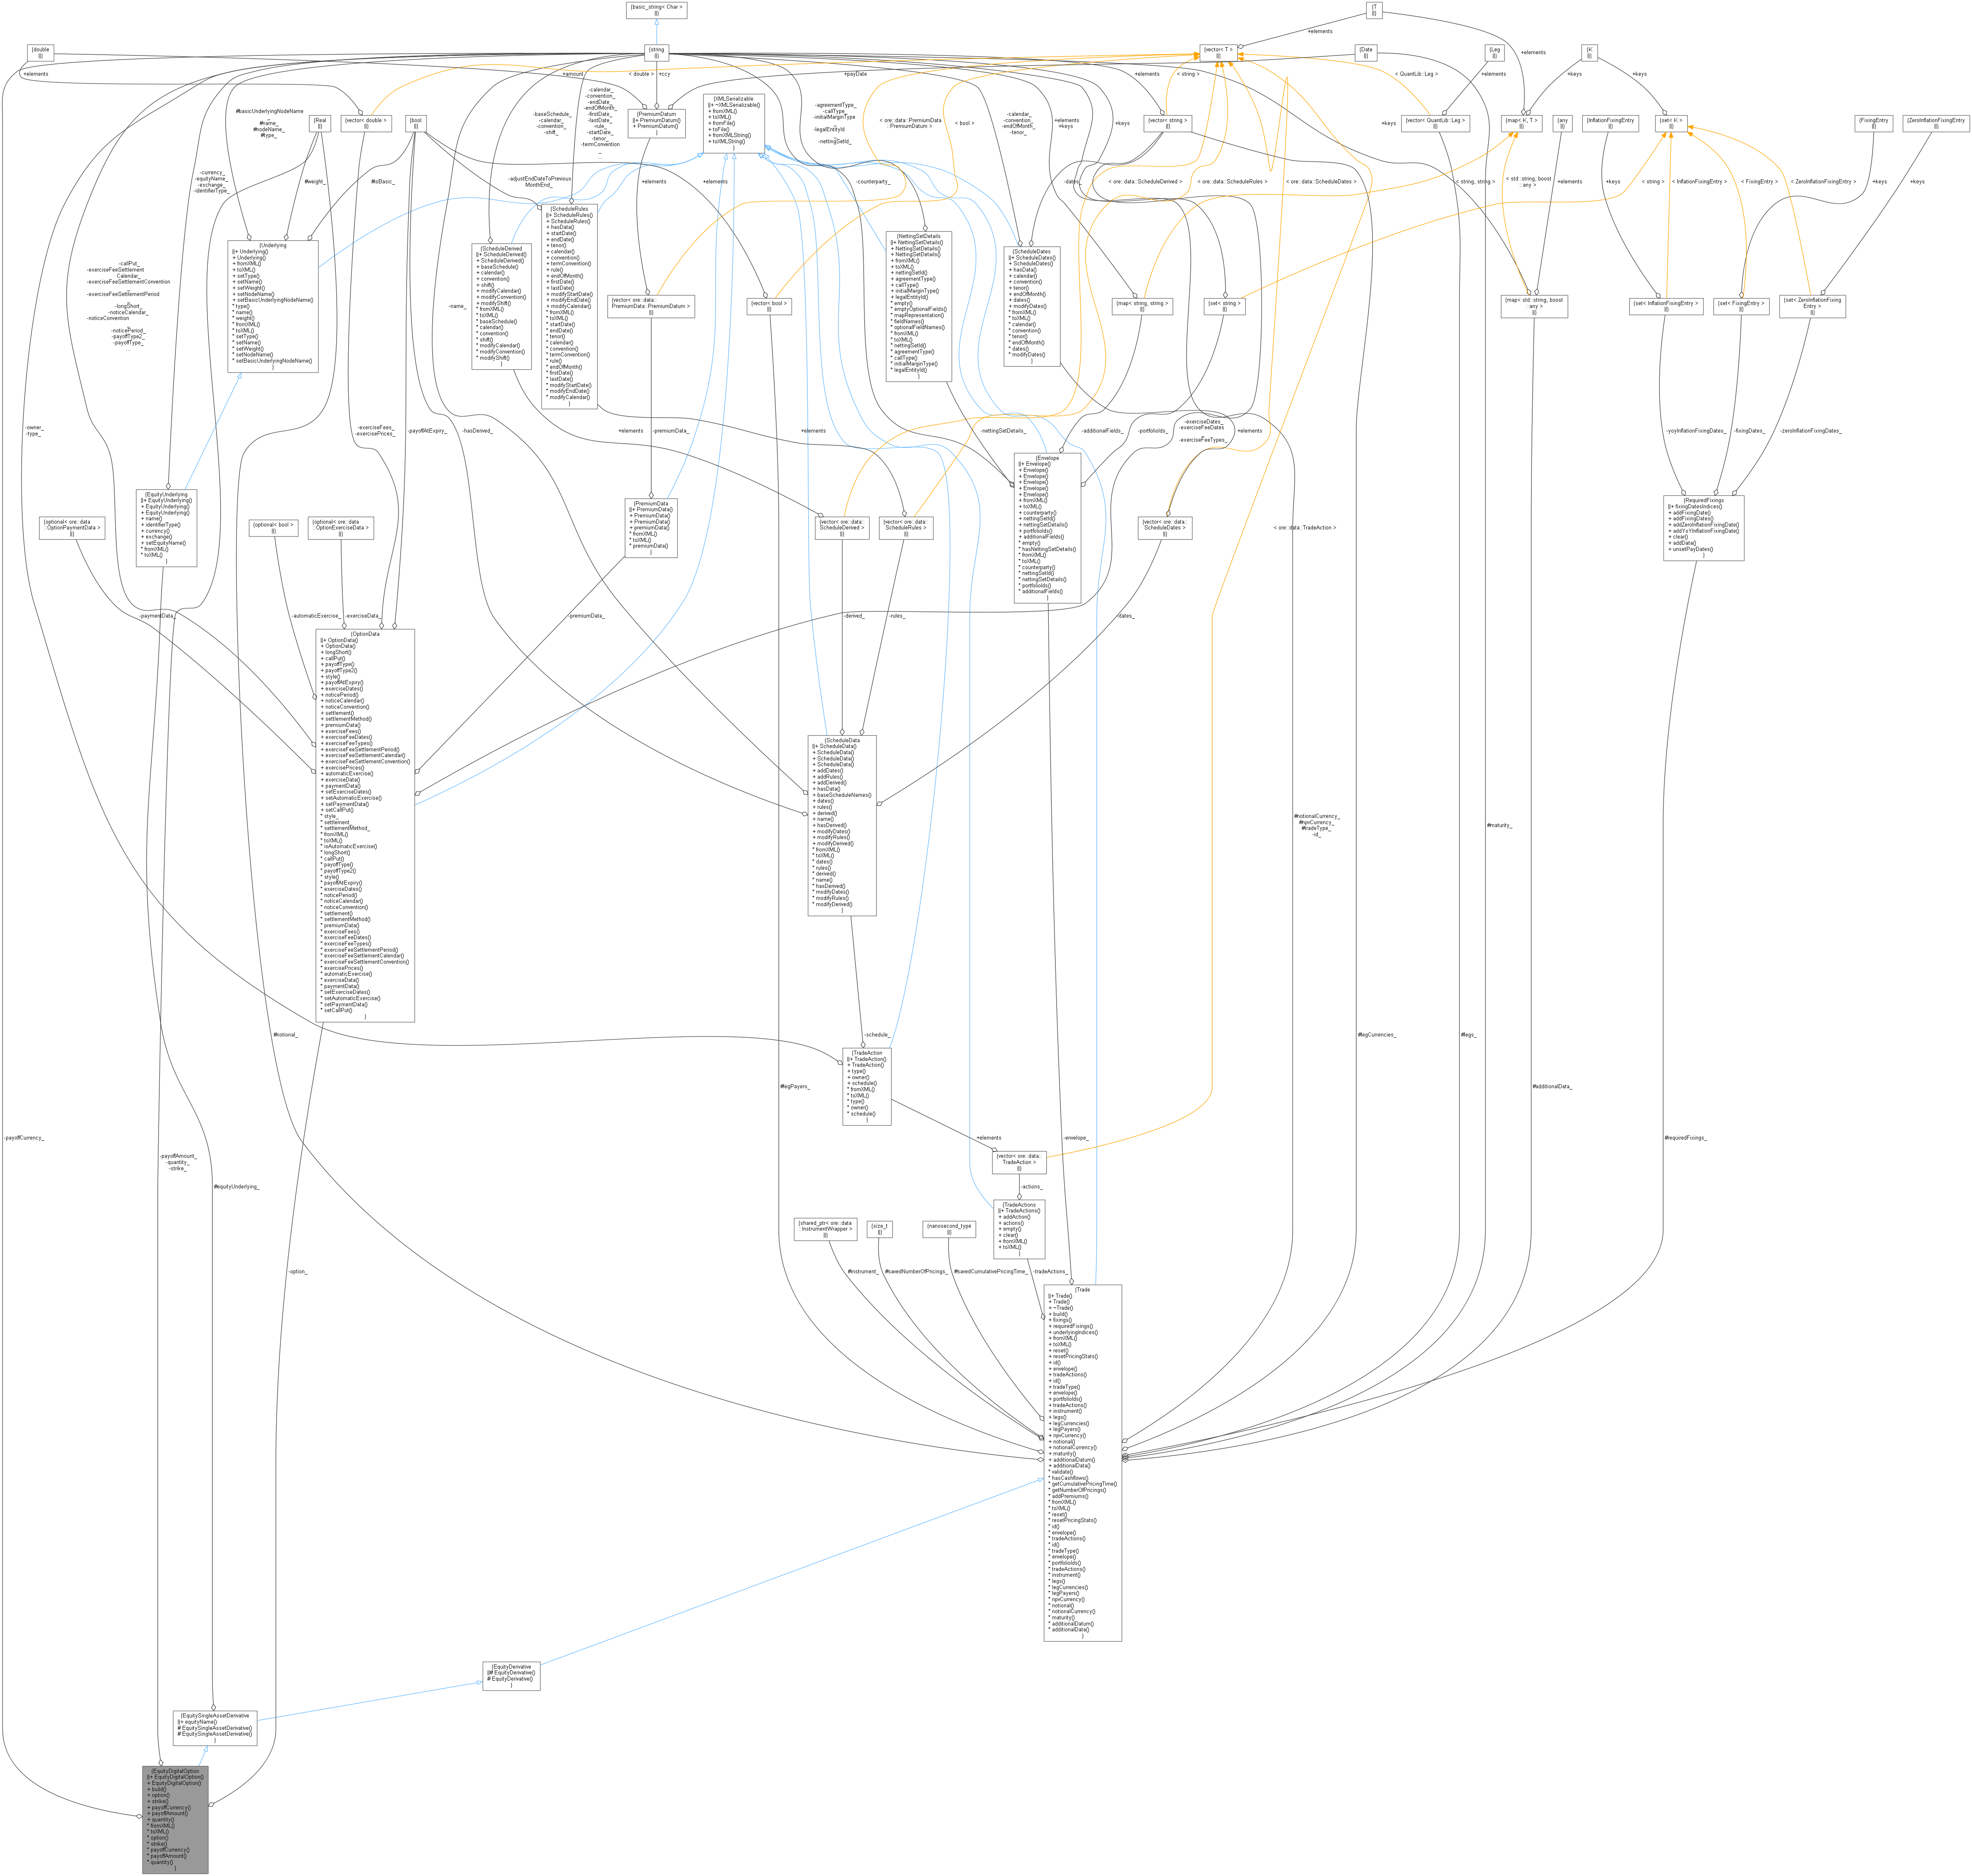 {basic_string< Char >
||}
{T
||}
{double
||}
{string
||}
{vector< T >
||}
{Date
||}
{Leg
||}
{K
||}
+elements
+elements
+amount
+ccy
< double >
+payDate
+elements
< string >
< QuantLib::Leg >
+elements
+elements
+keys
+keys
#basicUnderlyingNodeName
_
#name_
#nodeName_
#type_
{Real
||}
{vector< double >
||}
{bool
||}
-baseSchedule_
-calendar_
-convention_
-shift_
-calendar_
-convention_
-endDate_
-endOfMonth_
-firstDate_
-lastDate_
-rule_
-startDate_
-tenor_
-termConvention
_
{PremiumDatum
||+ PremiumDatum()
+ PremiumDatum()
}
{XMLSerializable
||+ ~XMLSerializable()
+ fromXML()
+ toXML()
+ fromFile()
+ toFile()
+ fromXMLString()
+ toXMLString()
}
-agreementType_
-callType_
-initialMarginType
_
-legalEntityId
_
-nettingSetId_
< ore::data::PremiumData
::PremiumDatum >
< bool >
-calendar_
-convention_
-endOfMonth_
-tenor_
+elements
+keys
+keys
{vector< string >
||}
+keys
{vector< QuantLib::Leg >
||}
{map< K, T >
||}
{any
||}
{InflationFixingEntry
||}
{set< K >
||}
{FixingEntry
||}
{ZeroInflationFixingEntry
||}
-currency_
-equityName_
-exchange_
-identifierType_
#weight_
#isBasic_
-adjustEndDateToPrevious
MonthEnd_
+elements
+elements
-counterparty_
-dates_
< ore::data::ScheduleDerived >
< ore::data::ScheduleRules >
< ore::data::ScheduleDates >
< string, string >
< std::string, boost
::any >
+elements
+keys
< string >
< InflationFixingEntry >
< FixingEntry >
< ZeroInflationFixingEntry >
+keys
+keys
{Underlying
||+ Underlying()
+ Underlying()
+ fromXML()
+ toXML()
+ setType()
+ setName()
+ setWeight()
+ setNodeName()
+ setBasicUnderlyingNodeName()
* type()
* name()
* weight()
* fromXML()
* toXML()
* setType()
* setName()
* setWeight()
* setNodeName()
* setBasicUnderlyingNodeName()
}
{ScheduleDerived
||+ ScheduleDerived()
+ ScheduleDerived()
+ baseSchedule()
+ calendar()
+ convention()
+ shift()
+ modifyCalendar()
+ modifyConvention()
+ modifyShift()
* fromXML()
* toXML()
* baseSchedule()
* calendar()
* convention()
* shift()
* modifyCalendar()
* modifyConvention()
* modifyShift()
}
{ScheduleRules
||+ ScheduleRules()
+ ScheduleRules()
+ hasData()
+ startDate()
+ endDate()
+ tenor()
+ calendar()
+ convention()
+ termConvention()
+ rule()
+ endOfMonth()
+ firstDate()
+ lastDate()
+ modifyStartDate()
+ modifyEndDate()
+ modifyCalendar()
* fromXML()
* toXML()
* startDate()
* endDate()
* tenor()
* calendar()
* convention()
* termConvention()
* rule()
* endOfMonth()
* firstDate()
* lastDate()
* modifyStartDate()
* modifyEndDate()
* modifyCalendar()
}
{vector< ore::data::
PremiumData::PremiumDatum >
||}
{vector< bool >
||}
{NettingSetDetails
||+ NettingSetDetails()
+ NettingSetDetails()
+ NettingSetDetails()
+ fromXML()
+ toXML()
+ nettingSetId()
+ agreementType()
+ callType()
+ initialMarginType()
+ legalEntityId()
* empty()
* emptyOptionalFields()
* mapRepresentation()
* fieldNames()
* optionalFieldNames()
* fromXML()
* toXML()
* nettingSetId()
* agreementType()
* callType()
* initialMarginType()
* legalEntityId()
}
{ScheduleDates
||+ ScheduleDates()
+ ScheduleDates()
+ hasData()
+ calendar()
+ convention()
+ tenor()
+ endOfMonth()
+ dates()
+ modifyDates()
* fromXML()
* toXML()
* calendar()
* convention()
* tenor()
* endOfMonth()
* dates()
* modifyDates()
}
{map< string, string >
||}
{set< string >
||}
{map< std::string, boost
::any >
||}
{set< InflationFixingEntry >
||}
{set< FixingEntry >
||}
{set< ZeroInflationFixing
Entry >
||}
-callPut_
-exerciseFeeSettlement
Calendar_
-exerciseFeeSettlementConvention
_
-exerciseFeeSettlementPeriod
_
-longShort_
-noticeCalendar_
-noticeConvention
_
-noticePeriod_
-payoffType2_
-payoffType_
...
-name_
-owner_
-type_
-exerciseFees_
-exercisePrices_
-payoffAtExpiry_
-hasDerived_
+elements
-premiumData_
+elements
-nettingSetDetails_
-additionalFields_
-portfolioIds_
-exerciseDates_
-exerciseFeeDates
_
-exerciseFeeTypes_
+elements
-yoyInflationFixingDates_
-fixingDates_
-zeroInflationFixingDates_
{EquityUnderlying
||+ EquityUnderlying()
+ EquityUnderlying()
+ EquityUnderlying()
+ name()
+ identifierType()
+ currency()
+ exchange()
+ setEquityName()
* fromXML()
* toXML()
}
{optional< ore::data
::OptionPaymentData >
||}
{optional< bool >
||}
{optional< ore::data::
OptionExerciseData >
||}
{PremiumData
||+ PremiumData()
+ PremiumData()
+ PremiumData()
+ premiumData()
* fromXML()
* toXML()
* premiumData()
}
{vector< ore::data::
ScheduleDerived >
||}
{vector< ore::data::
ScheduleRules >
||}
{Envelope
||+ Envelope()
+ Envelope()
+ Envelope()
+ Envelope()
+ Envelope()
+ Envelope()
+ fromXML()
+ toXML()
+ counterparty()
+ nettingSetId()
+ nettingSetDetails()
+ portfolioIds()
+ additionalFields()
* empty()
* hasNettingSetDetails()
* fromXML()
* toXML()
* counterparty()
* nettingSetId()
* nettingSetDetails()
* portfolioIds()
* additionalFields()
}
{vector< ore::data::
ScheduleDates >
||}
< ore::data::TradeAction >
{RequiredFixings
||+ fixingDatesIndices()
+ addFixingDate()
+ addFixingDates()
+ addZeroInflationFixingDate()
+ addYoYInflationFixingDate()
+ clear()
+ addData()
+ unsetPayDates()
}
-paymentData_
-automaticExercise_
-exerciseData_
-premiumData_
-derived_
-rules_
-dates_
{OptionData
||+ OptionData()
+ OptionData()
+ longShort()
+ callPut()
+ payoffType()
+ payoffType2()
+ style()
+ payoffAtExpiry()
+ exerciseDates()
+ noticePeriod()
+ noticeCalendar()
+ noticeConvention()
+ settlement()
+ settlementMethod()
+ premiumData()
+ exerciseFees()
+ exerciseFeeDates()
+ exerciseFeeTypes()
+ exerciseFeeSettlementPeriod()
+ exerciseFeeSettlementCalendar()
+ exerciseFeeSettlementConvention()
+ exercisePrices()
+ automaticExercise()
+ exerciseData()
+ paymentData()
+ setExerciseDates()
+ setAutomaticExercise()
+ setPaymentData()
+ setCallPut()
* style_
* settlement_
* settlementMethod_
* fromXML()
* toXML()
* isAutomaticExercise()
* longShort()
* callPut()
* payoffType()
* payoffType2()
* style()
* payoffAtExpiry()
* exerciseDates()
* noticePeriod()
* noticeCalendar()
* noticeConvention()
* settlement()
* settlementMethod()
* premiumData()
* exerciseFees()
* exerciseFeeDates()
* exerciseFeeTypes()
* exerciseFeeSettlementPeriod()
* exerciseFeeSettlementCalendar()
* exerciseFeeSettlementConvention()
* exercisePrices()
* automaticExercise()
* exerciseData()
* paymentData()
* setExerciseDates()
* setAutomaticExercise()
* setPaymentData()
* setCallPut()
}
{ScheduleData
||+ ScheduleData()
+ ScheduleData()
+ ScheduleData()
+ ScheduleData()
+ addDates()
+ addRules()
+ addDerived()
+ hasData()
+ baseScheduleNames()
+ dates()
+ rules()
+ derived()
+ name()
+ hasDerived()
+ modifyDates()
+ modifyRules()
+ modifyDerived()
* fromXML()
* toXML()
* dates()
* rules()
* derived()
* name()
* hasDerived()
* modifyDates()
* modifyRules()
* modifyDerived()
}
#notionalCurrency_
#npvCurrency_
#tradeType_
-id_
#maturity_
#notional_
-schedule_
#legCurrencies_
#legs_
{TradeAction
||+ TradeAction()
+ TradeAction()
+ type()
+ owner()
+ schedule()
* fromXML()
* toXML()
* type()
* owner()
* schedule()
}
#legPayers_
#additionalData_
-payoffCurrency_
-payoffAmount_
-quantity_
-strike_
#equityUnderlying_
+elements
-envelope_
#requiredFixings_
{vector< ore::data::
TradeAction >
||}
-actions_
{TradeActions
||+ TradeActions()
+ addAction()
+ actions()
+ empty()
+ clear()
+ fromXML()
+ toXML()
}
{shared_ptr< ore::data
::InstrumentWrapper >
||}
{size_t
||}
{nanosecond_type
||}
-option_
#instrument_
#savedNumberOfPricings_
#savedCumulativePricingTime_
-tradeActions_
{Trade
||+ Trade()
+ Trade()
+ ~Trade()
+ build()
+ fixings()
+ requiredFixings()
+ underlyingIndices()
+ fromXML()
+ toXML()
+ reset()
+ resetPricingStats()
+ id()
+ envelope()
+ tradeActions()
+ id()
+ tradeType()
+ envelope()
+ portfolioIds()
+ tradeActions()
+ instrument()
+ legs()
+ legCurrencies()
+ legPayers()
+ npvCurrency()
+ notional()
+ notionalCurrency()
+ maturity()
+ additionalDatum()
+ additionalData()
* validate()
* hasCashflows()
* getCumulativePricingTime()
* getNumberOfPricings()
* addPremiums()
* fromXML()
* toXML()
* reset()
* resetPricingStats()
* id()
* envelope()
* tradeActions()
* id()
* tradeType()
* envelope()
* portfolioIds()
* tradeActions()
* instrument()
* legs()
* legCurrencies()
* legPayers()
* npvCurrency()
* notional()
* notionalCurrency()
* maturity()
* additionalDatum()
* additionalData()
}
{EquityDerivative
||# EquityDerivative()
# EquityDerivative()
}
{EquitySingleAssetDerivative
||+ equityName()
# EquitySingleAssetDerivative()
# EquitySingleAssetDerivative()
}
{EquityDigitalOption
||+ EquityDigitalOption()
+ EquityDigitalOption()
+ build()
+ option()
+ strike()
+ payoffCurrency()
+ payoffAmount()
+ quantity()
* fromXML()
* toXML()
* option()
* strike()
* payoffCurrency()
* payoffAmount()
* quantity()
}